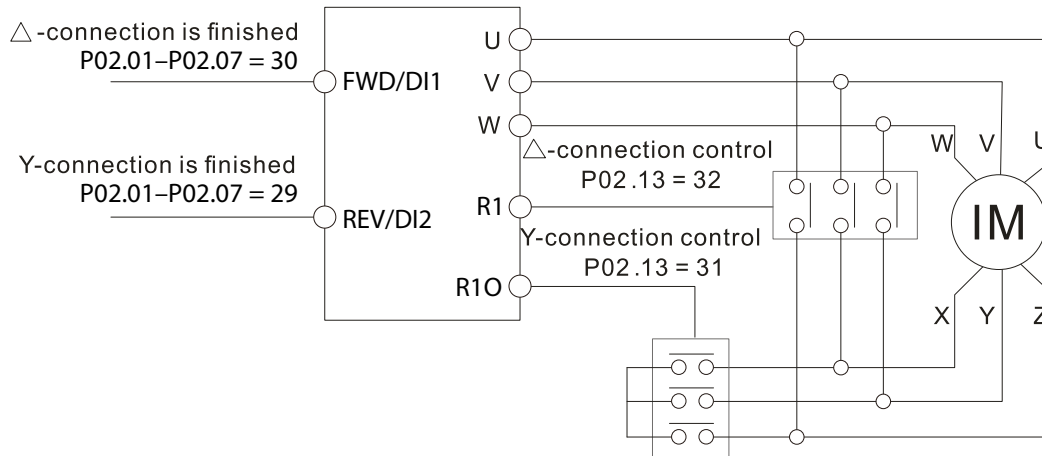 △-connection is finished
P02.01–P02.07 = 30
FWD/DI1
Y-connection is finished
P02.01–P02.07 = 29
REV/DI2
U
V
W
△-connection control
P02.13 = 32
R1
Y-connection control
P02.13 = 31
R1O
W V U
IM
X Y Z